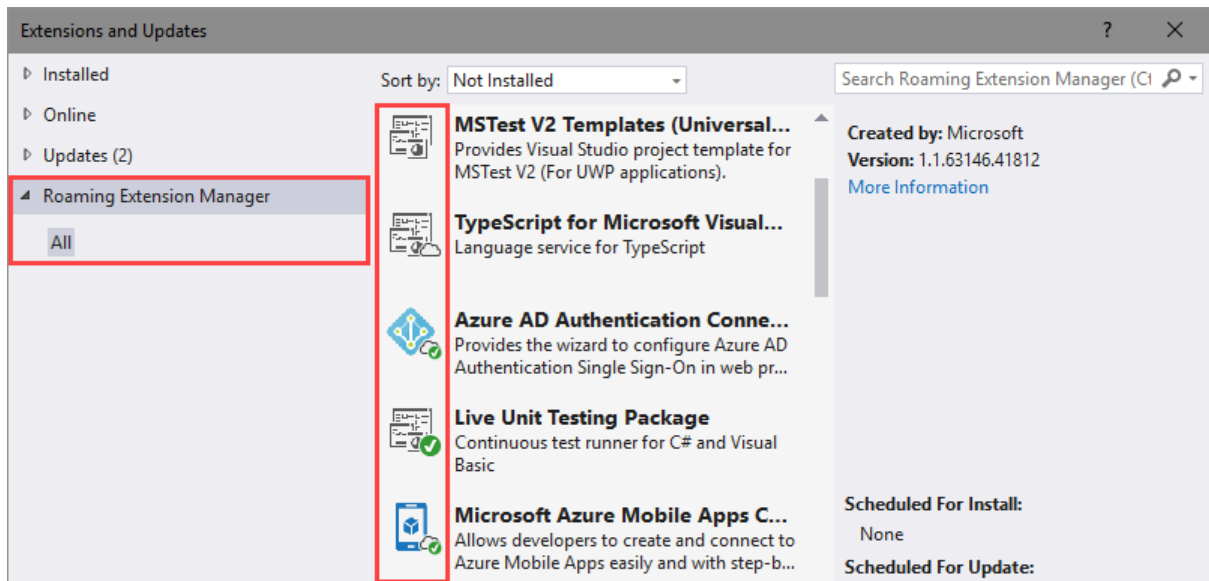 Extensions and Updates
?
Installed
Online
Updates (2)
Roaming Extension Manager
All
Sort by: Not Installed
MSTest V2 Templates (Universal...
Provides Visual Studio project template for
MSTest V2 (For UWP applications).
TypeScript for Microsoft Visual...
Language service for TypeScript
Azure AD Authentication Conne...
Provides the wizard to configure Azure AD
Authentication Single Sign-On in web pr...
Live Unit Testing Package
Continuous test runner for C# and Visual
Basic
Microsoft Azure Mobile Apps C...
Allows developers to create and connect to
Azure Mobile Apps easily and with step-b...
Search Roaming Extension Manager (Ct
Created by: Microsoft
Version: 1.1.63146.41812
More Information
Scheduled For Install:
None
Scheduled For Update: